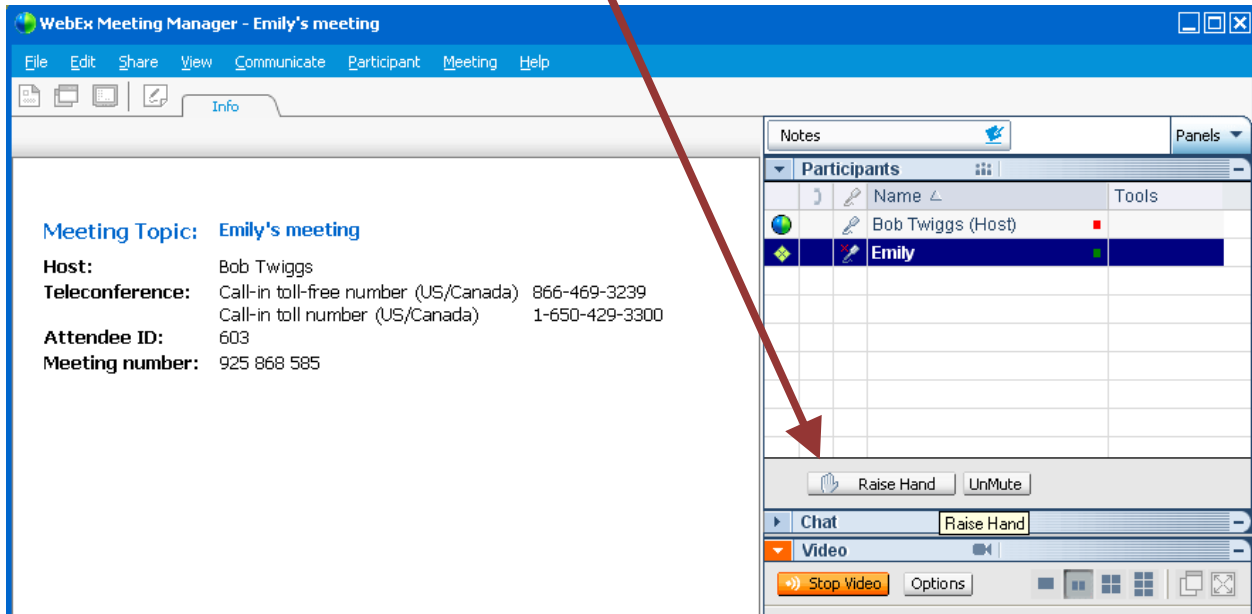 WebEx Meeting Manager - Emily's meeting
File Edit Share View Communicate Participant Meeting Help
Info
Notes Panels
Participants
Name Tools
Bob Twiggs (Host)
Emily
Meeting Topic: Emily's meeting
Host: Bob Twiggs
Teleconference: Call-in toll-free number (US/Canada) 866-469-3239
Call-in toll number (US/Canada) 1-650-429-3300
Attendee ID: 603
Meeting number: 925 868 585
Raise Hand UnMute
Chat Raise Hand
Video
Stop Video Options